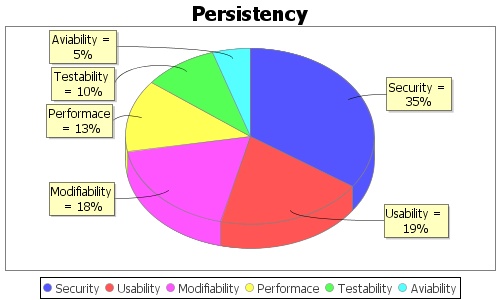 Persistency
Aviability =
5%
Testability
= 10%
Performace
= 13%
Modifiability
= 18%
Security =
35%
Usability =
19%
Security Usability Modifiability Performace Testability Aviability